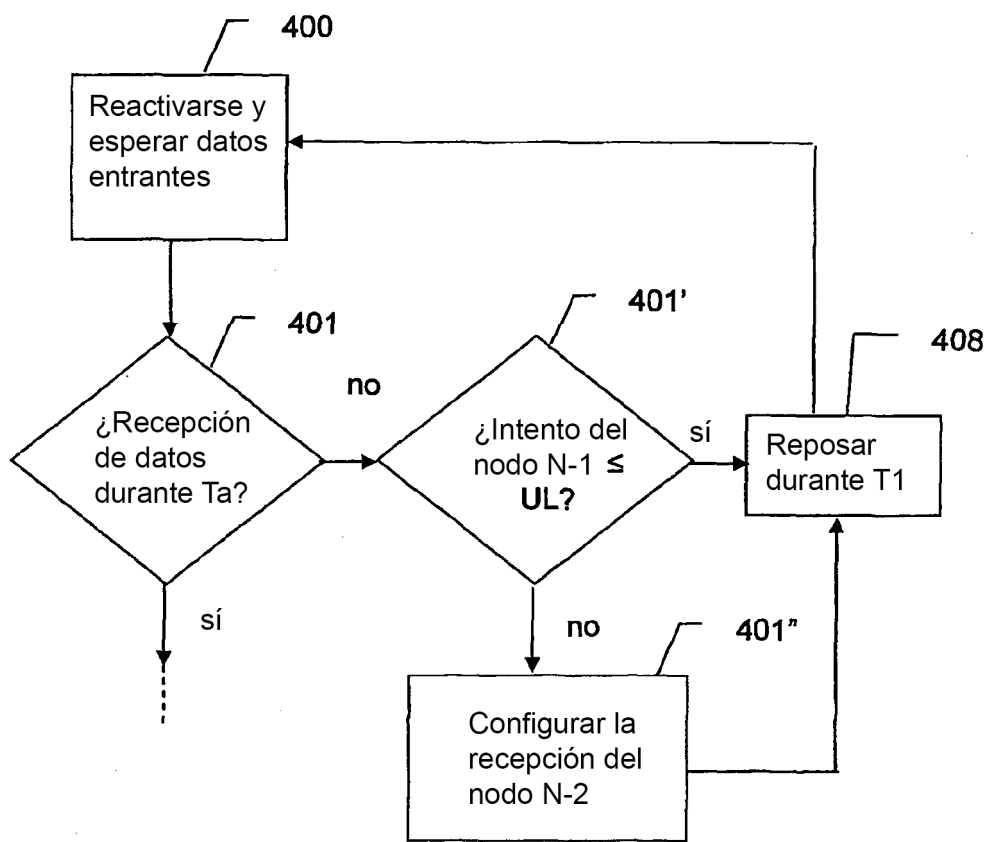 400
Reactivarse y
esperar datos
entrantes
401
401'
408
¿Recepción
de datos
durante Ta?
no
¿Intento del
nodo N-1 ≤
UL?
sí
Reposar
durante T1
sí
no
401"
Configurar la
recepción del
nodo N-2